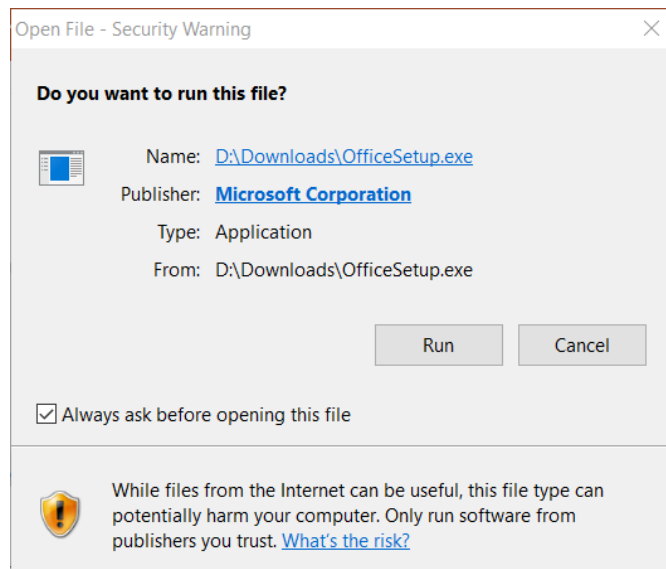 Open File - Security Warning
Do you want to run this file?
Name: D:\Downloads\OfficeSetup.exe
Publisher: Microsoft Corporation
Type: Application
From: D:\Downloads\OfficeSetup.exe
Run Cancel
Always ask before opening this file
While files from the Internet can be useful, this file type can
potentially harm your computer. Only run software from
publishers you trust. What's the risk?